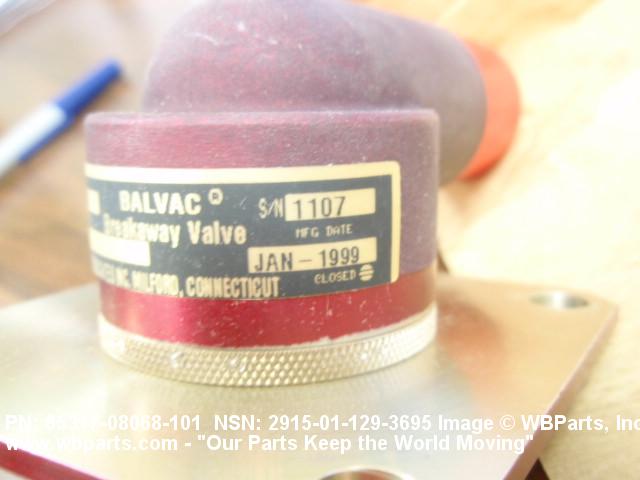 BALVAC ® S/N 1107
Breakaway Valve
MFG DATE
JAN-1999
INC. MILFORD, CONNECTICUT
CLOSED
NSN: 2915-01-129-3695 Image © WBParts, Inc
www.wbparts.com - "Our Parts Keep the World Moving"